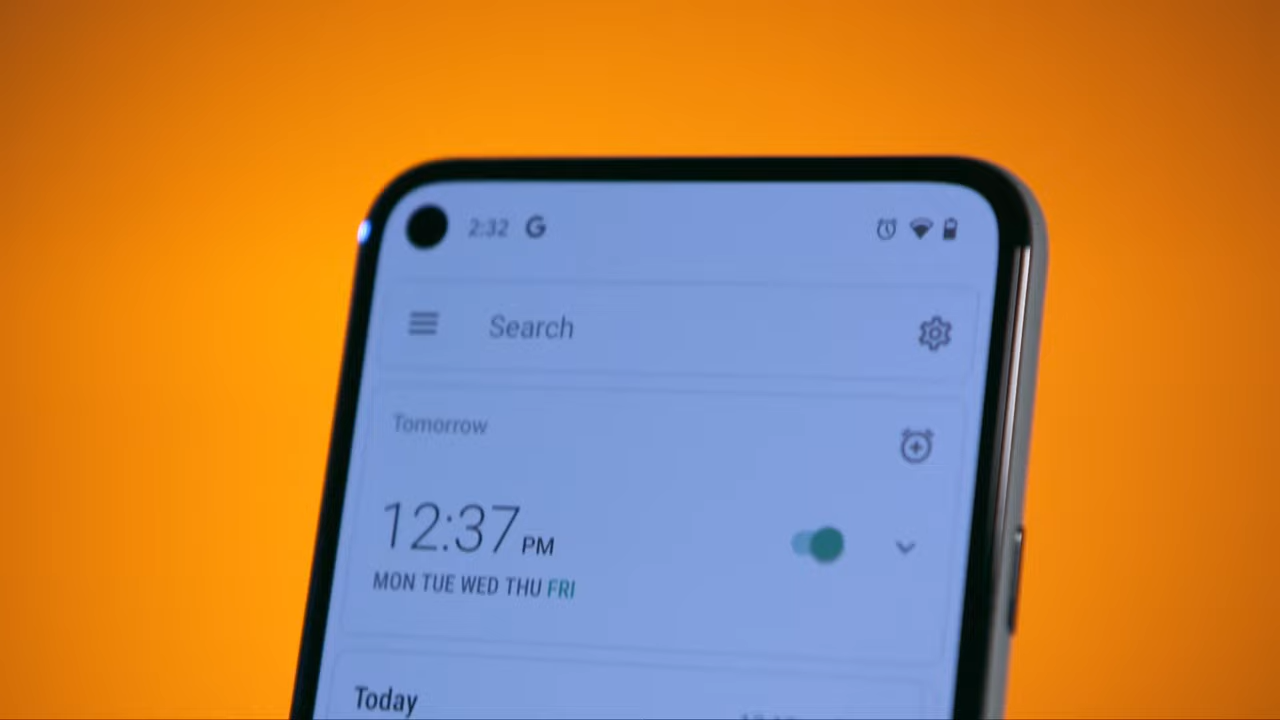 2:32 G
Search
Tomorrow
12:37 PM
MON TUE WED THU FRI
Today